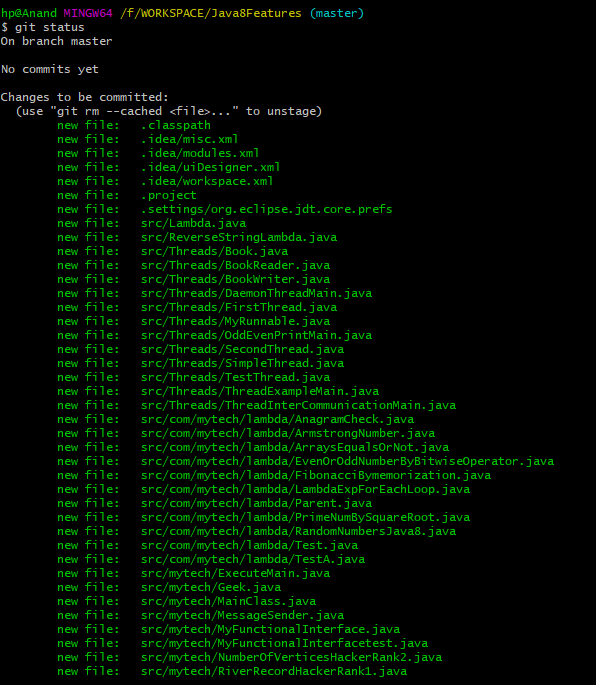 hp@Anand MINGW64 /f/WORKSPACE/Java8Features (master)
$ git status
On branch master

No commits yet

Changes to be committed:
  (use "git rm --cached <file>..." to unstage)
        new file:   .classpath
        new file:   .idea/misc.xml
        new file:   .idea/modules.xml
        new file:   .idea/uiDesigner.xml
        new file:   .idea/workspace.xml
        new file:   .project
        new file:   .settings/org.eclipse.jdt.core.prefs
        new file:   src/Lambda.java
        new file:   src/ReverseStringLambda.java
        new file:   src/Threads/Book.java
        new file:   src/Threads/BookReader.java
        new file:   src/Threads/BookWriter.java
        new file:   src/Threads/DaemonThreadMain.java
        new file:   src/Threads/FirstThread.java
        new file:   src/Threads/MyRunnable.java
        new file:   src/Threads/OddEvenPrintMain.java
        new file:   src/Threads/SecondThread.java
        new file:   src/Threads/SimpleThread.java
        new file:   src/Threads/TestThread.java
        new file:   src/Threads/ThreadExampleMain.java
        new file:   src/Threads/ThreadInterCommunicationMain.java
        new file:   src/com/mytech/lambda/AnagramCheck.java
        new file:   src/com/mytech/lambda/ArmstrongNumber.java
        new file:   src/com/mytech/lambda/ArraysEqualsOrNot.java
        new file:   src/com/mytech/lambda/EvenOrOddNumberByBitwiseOperator.java
        new file:   src/com/mytech/lambda/FibonacciBymemorization.java
        new file:   src/com/mytech/lambda/LambdaExpForEachLoop.java
        new file:   src/com/mytech/lambda/Parent.java
        new file:   src/com/mytech/lambda/PrimeNumBySquareRoot.java
        new file:   src/com/mytech/lambda/RandomNumbersJava8.java
        new file:   src/com/mytech/lambda/Test.java
        new file:   src/com/mytech/lambda/TestA.java
        new file:   src/mytech/ExecuteMain.java
        new file:   src/mytech/Geek.java
        new file:   src/mytech/MainClass.java
        new file:   src/mytech/MessageSender.java
        new file:   src/mytech/MyFunctionalInterface.java
        new file:   src/mytech/MyFunctionalInterfacetest.java
        new file:   src/mytech/NumberOfVerticesHackerRank2.java
        new file:   src/mytech/RiverRecordHackerRank1.java